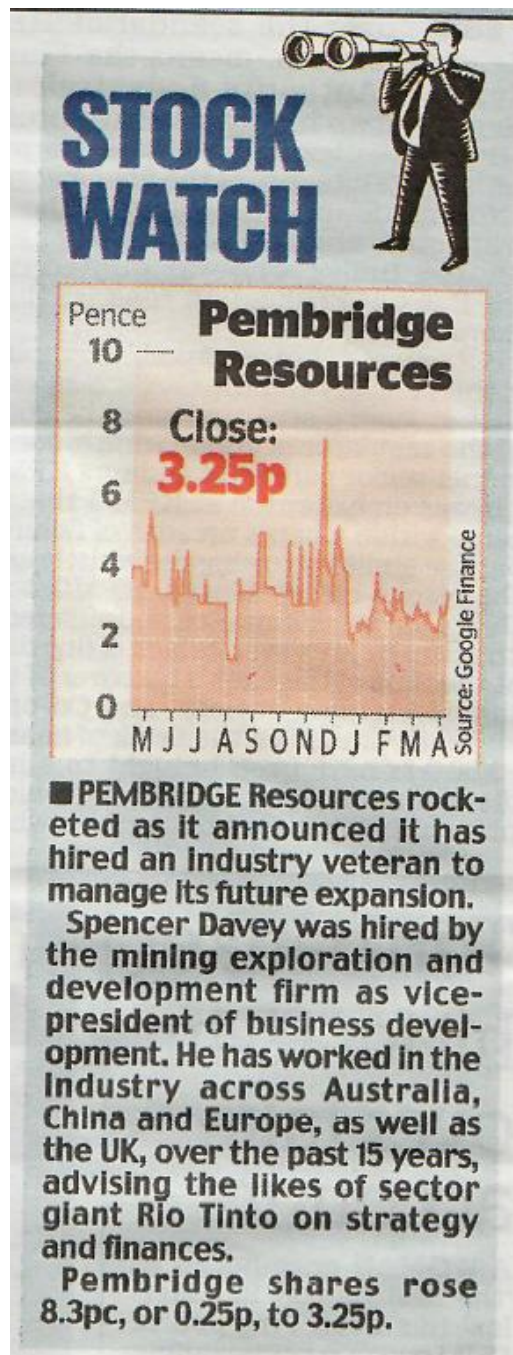 STOCK
WATCH
Pence
Pembridge
Resources
10
8
Close:
3.25p
6
4
2
0
M J J A S O N D J F M A
Source: Google Finance
■ PEMBRIDGE Resources rock-
eted as it announced it has
hired an industry veteran to
manage its future expansion.
Spencer Davey was hired by
the mining exploration and
development firm as vice-
president of business devel-
opment. He has worked in the
industry across Australia,
China and Europe, as well as
the UK, over the past 15 years,
advising the likes of sector
giant Rio Tinto on strategy
and finances.
Pembridge shares rose
8.3pc, or 0.25p, to 3.25p.